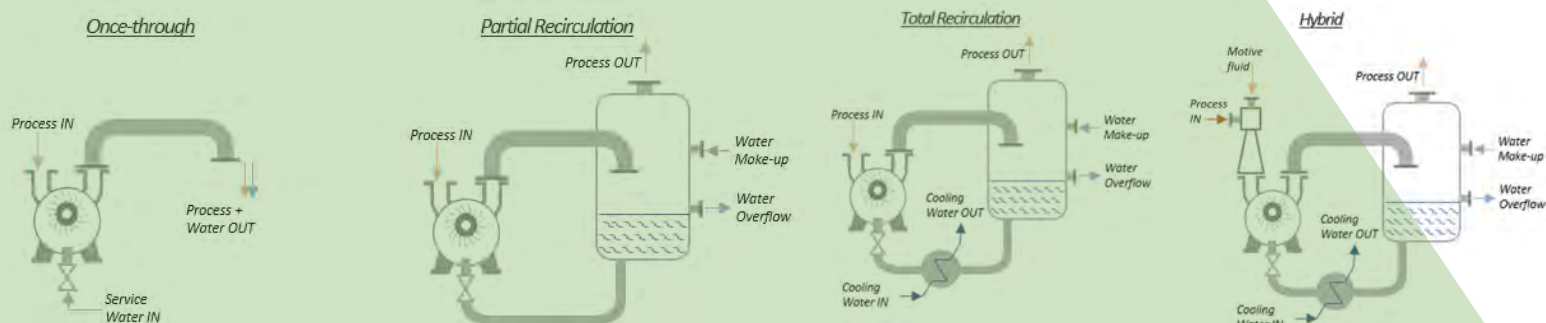 Once-through
Process IN
Process +
Water OUT
Service
Water IN
Partial Recirculation
Process OUT
Process IN
Water
Make-up
Water
Overflow
Total Recirculation
Process OUT
Process IN
Water
Make-up
Water
Overflow
Cooling
Water OUT
Cooling
Water IN
Hybrid
Motive
fluid
Process OUT
Process
IN
Water
Make-up
Water
Overflow
Cooling
Water OUT
Cooling
Water IN